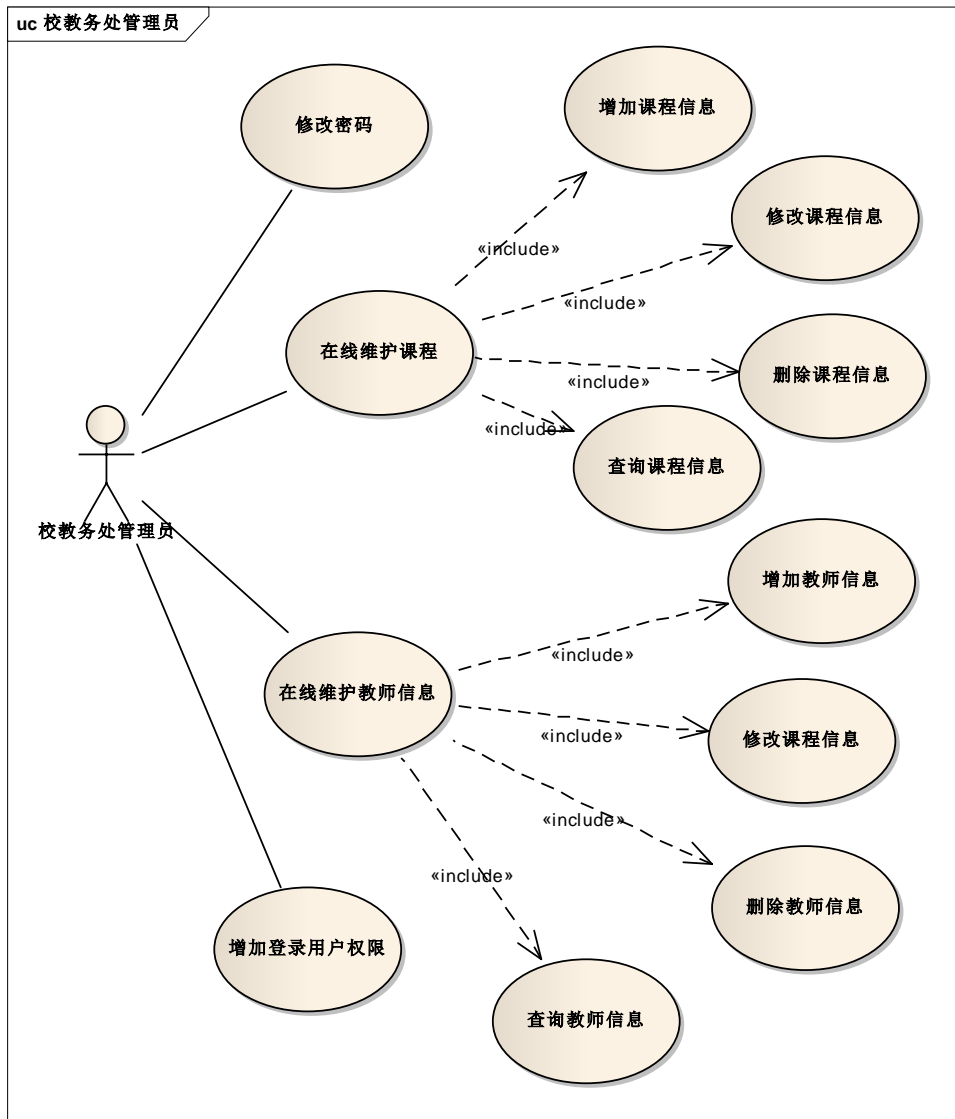 uc 校教务处管理员
修改密码
增加课程信息
修改课程信息
«include»
«include»
在线维护课程
删除课程信息
«include»
«include»
查询课程信息
校教务处管理员
增加教师信息
«include»
在线维护教师信息
修改课程信息
«include»
«include»
«include»
删除教师信息
增加登录用户权限
查询教师信息